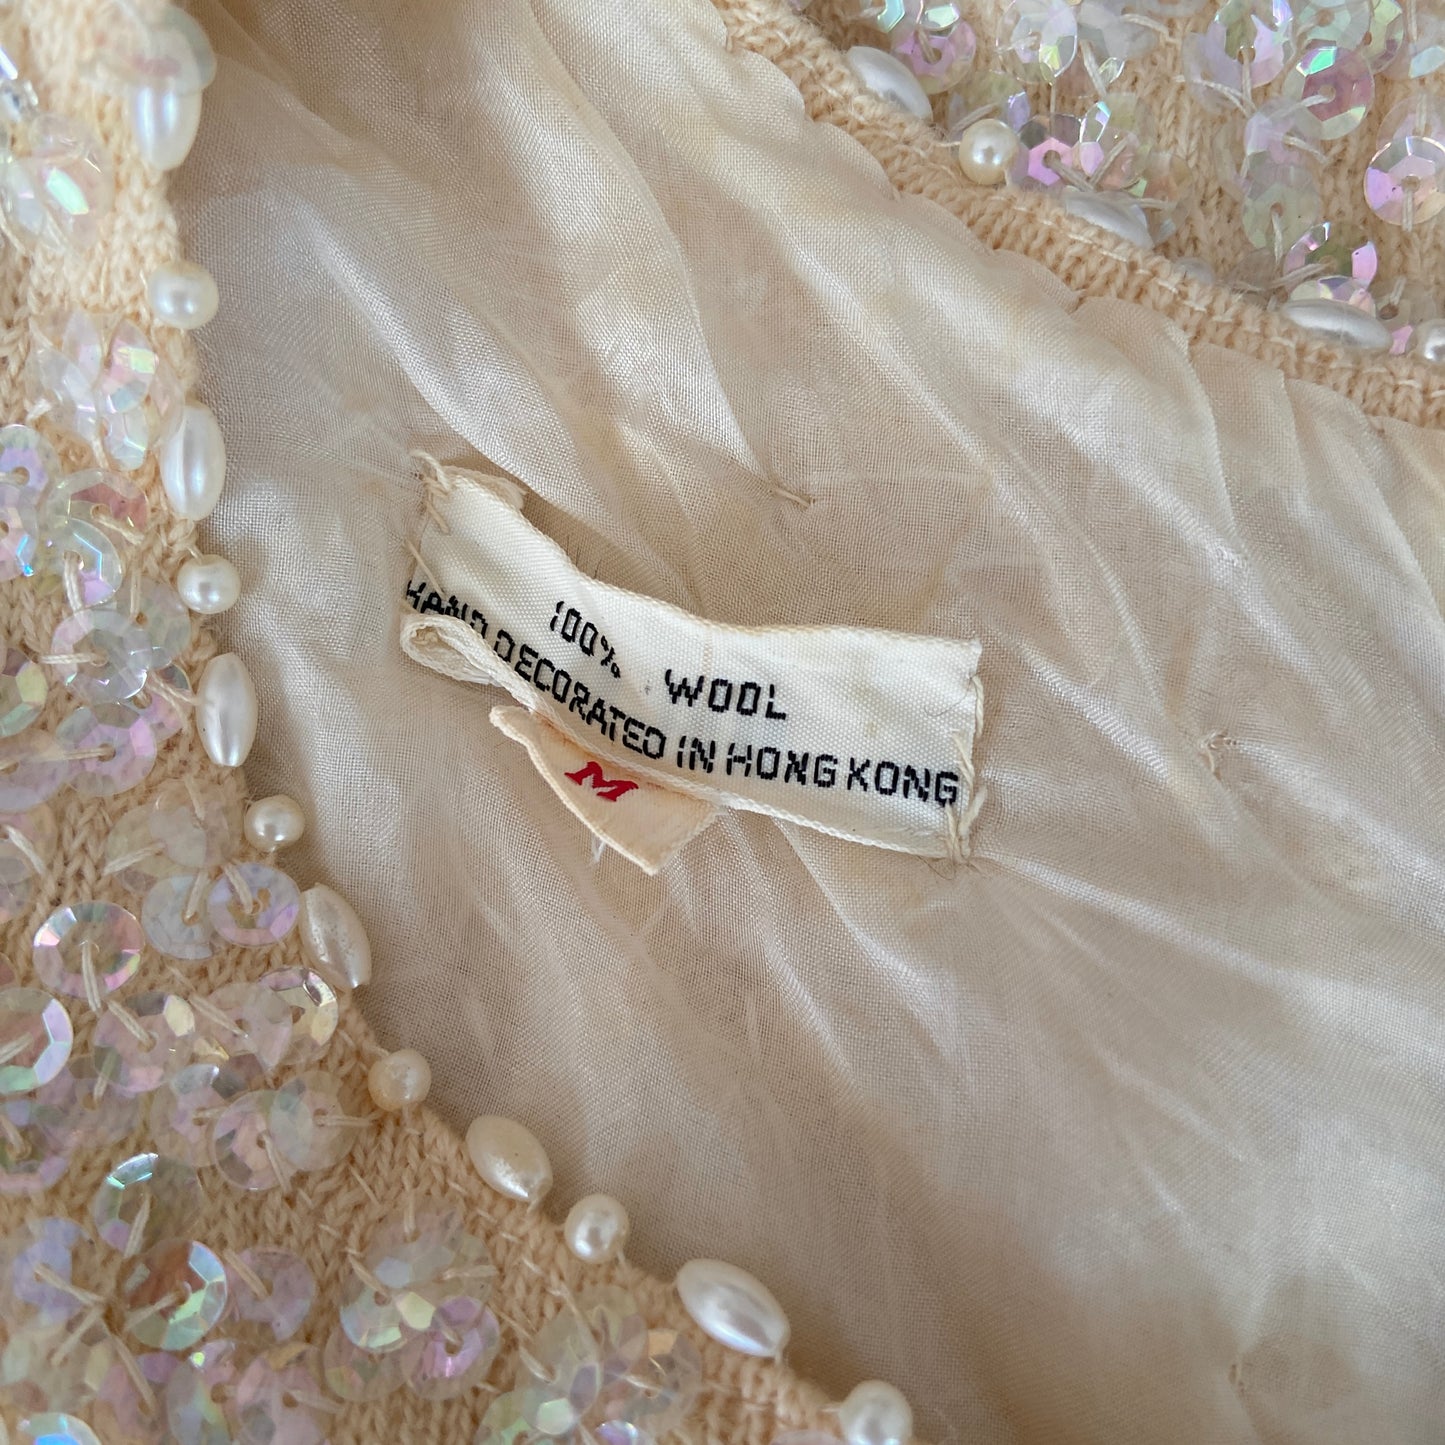 100% WOOL
HAND DECORATED IN HONG KONG
M